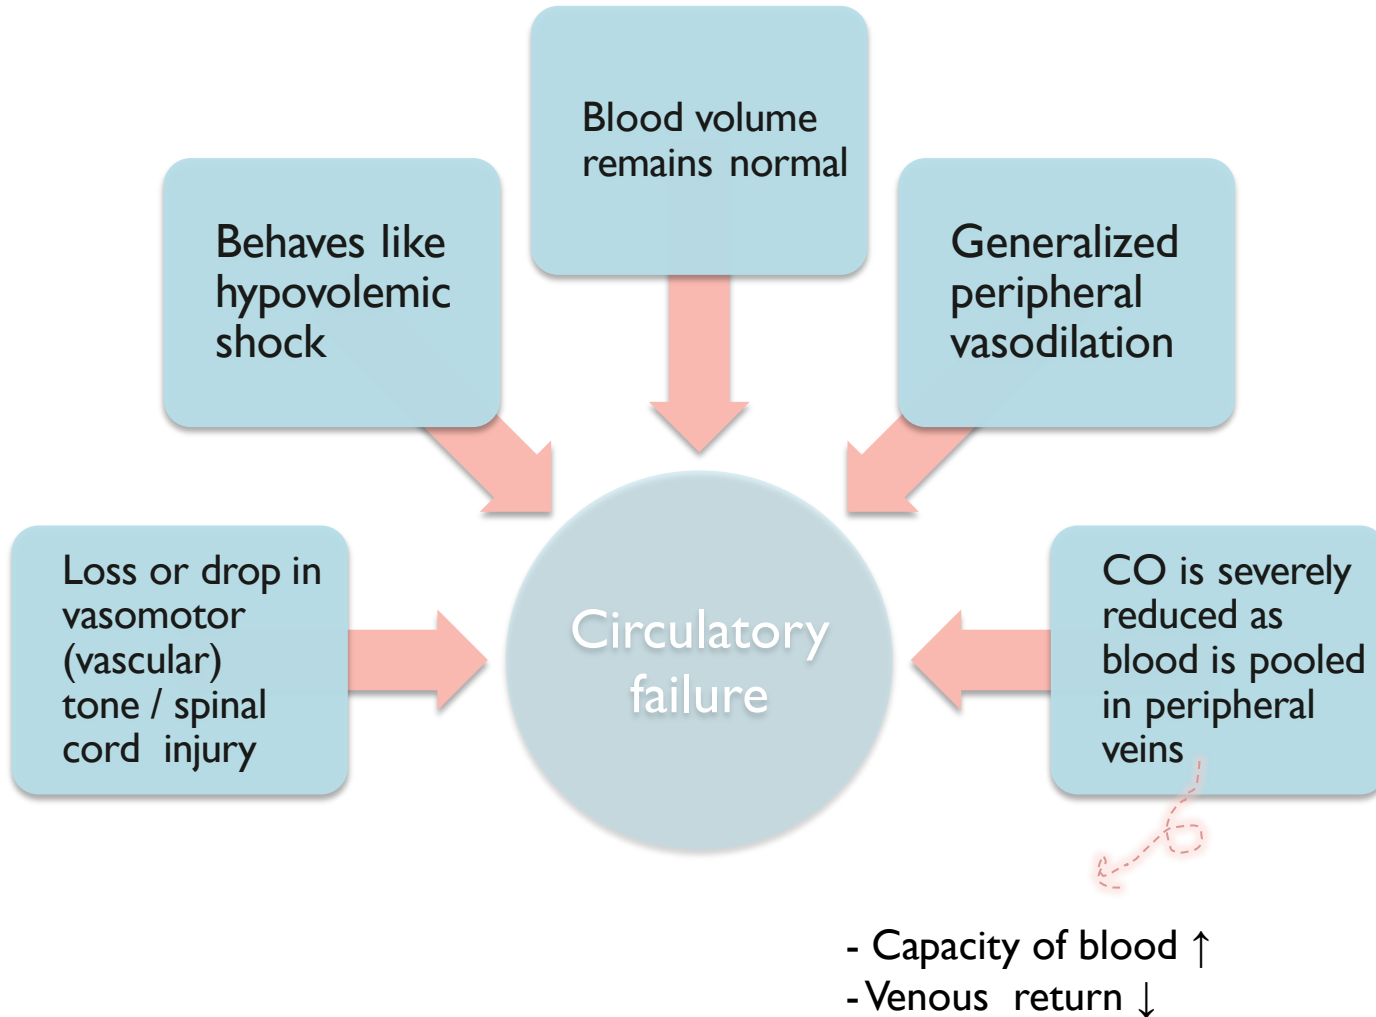 Blood volume
remains normal
Behaves like
hypovolemic
shock
Generalized
peripheral
vasodilation
Loss or drop in
vasomotor
(vascular)
tone / spinal
cord injury
Circulatory
failure
CO is severely
reduced as
blood is pooled
in peripheral
veins
- Capacity of blood ↑
- Venous return ↓